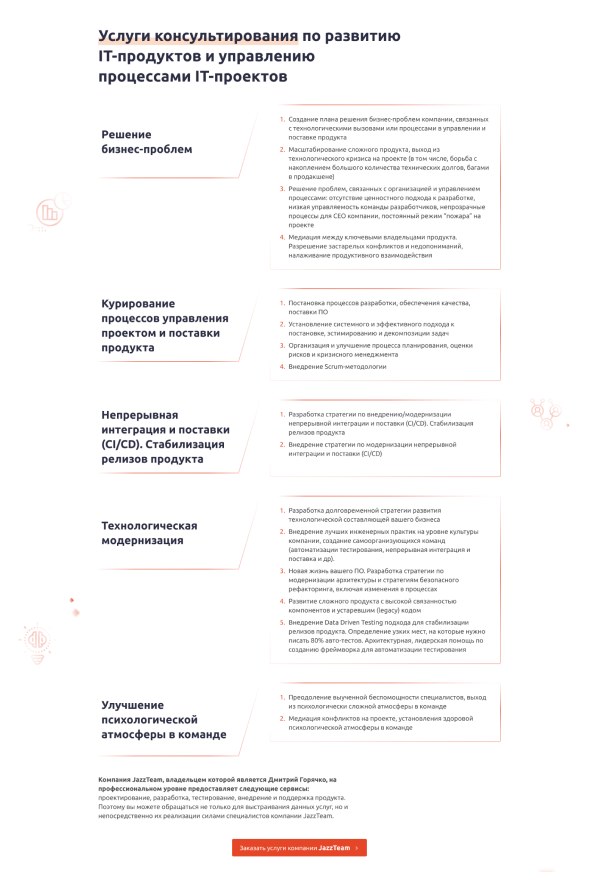 Услуги консультирования по развитию
IT-продуктов и управлению
процессами IT-проектов
Решение
бизнес-проблем
1. Создание плана решения бизнес-проблем компании, связанных
с технологическими вызовами или процессами в управлении и
поставке продукта
2. Масштабирование сложного продукта, выход из
технологического кризиса на проекте (в том числе, борьба с
накоплением большого количества технических долгов, багами
в продакшене)
3. Решение проблем, связанных с организацией и управлением
процессами: отсутствие ценностного подхода к разработке,
низкая управляемость команды разработчиков, непрозрачные
процессы для CEO компании, постоянный режим "пожара" на
проекте
4. Медиация между ключевыми владельцами продукта.
Разрешение застарелых конфликтов и недопониманий,
налаживание продуктивного взаимодействия
Курирование
процессов управления
проектом и поставки
продукта
1. Постановка процессов разработки, обеспечения качества,
поставки ПО
2. Установление системного и эффективного подхода к
постановке, эстимированию и декомпозиции задач
3. Организация и улучшение процесса планирования, оценки
рисков и кризисного менеджмента
4. Внедрение Scrum-методологии
Непрерывная
интеграция и поставки
(CI/CD). Стабилизация
релизов продукта
1. Разработка стратегии по внедрению/модернизации
непрерывной интеграции и поставки (CI/CD). Стабилизация
релизов продукта
2. Внедрение стратегии по модернизации непрерывной
интеграции и поставки (CI/CD)
Технологическая
модернизация
1. Разработка долговременной стратегии развития
технологической составляющей вашего бизнеса
2. Внедрение лучших инженерных практик на уровне культуры
компании, создание самоорганизующихся команд
(автоматизации тестирования, непрерывная интеграция и
поставка и др).
3. Новая жизнь вашего ПО. Разработка стратегии по
модернизации архитектуры и стратегиям безопасного
рефакторинга, включая изменения в процессах
4. Развитие сложного продукта с высокой связанностью
компонентов и устаревшим (legacy) кодом
5. Внедрение Data Driven Testing подхода для стабилизации
релизов продукта. Определение узких мест, на которые нужно
писать 80% авто-тестов. Архитектурная, лидерская помощь по
созданию фреймворка для автоматизации тестирования
Улучшение
психологической
атмосферы в команде
1. Преодоление выученной беспомощности специалистов, выход
из психологически сложной атмосферы в команде
2. Медиация конфликтов на проекте, установления здоровой
психологической атмосферы в команде
Компания JazzTeam, владельцем которой является Дмитрий Горячко, на
профессиональном уровне предоставляет следующие сервисы:
проектирование, разработка, тестирование, внедрение и поддержка продукта.
Поэтому вы можете обращаться не только для выстраивания данных услуг, но и
непосредственно их реализации силами специалистов компании JazzTeam.
Заказать услуги компании JazzTeam >